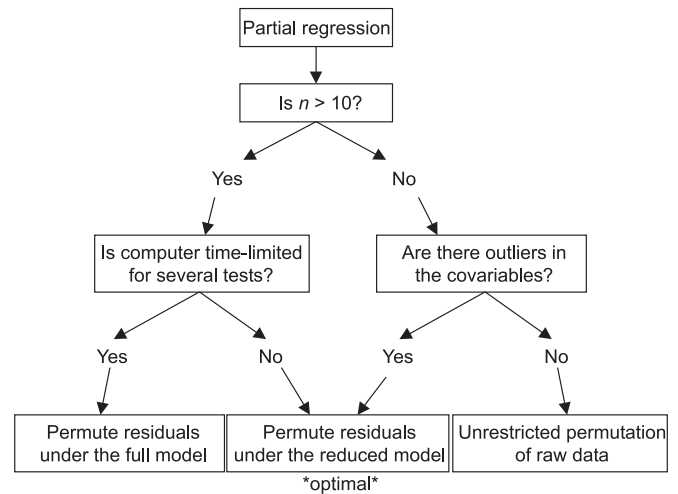 Partial regression
Is n > 10?
Yes
No
Is computer time-limited
for several tests?
Are there outliers in
the covariables?
Yes
No
Yes
No
Permute residuals
under the full model
Permute residuals
under the reduced model
*optimal*
Unrestricted permutation
of raw data